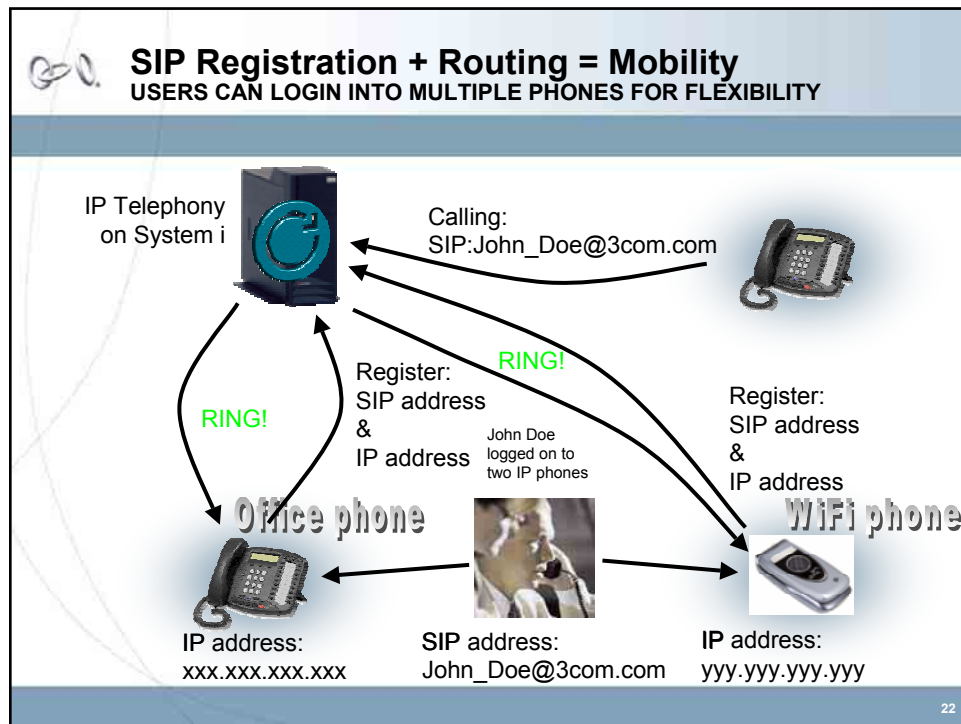 SIP Registration + Routing = Mobility
USERS CAN LOGIN INTO MULTIPLE PHONES FOR FLEXIBILITY
IP Telephony
on System i
Calling:
SIP:John_Doe@3com.com
RING!
Register:
SIP address
&
IP address
RING!
John Doe
logged on to
two IP phones
Register:
SIP address
&
IP address
Office phone
WiFi phone
IP address:
xxx.xxx.xxx.xxx
SIP address:
John_Doe@3com.com
IP address:
yyy.yyy.yyy.yyy
22